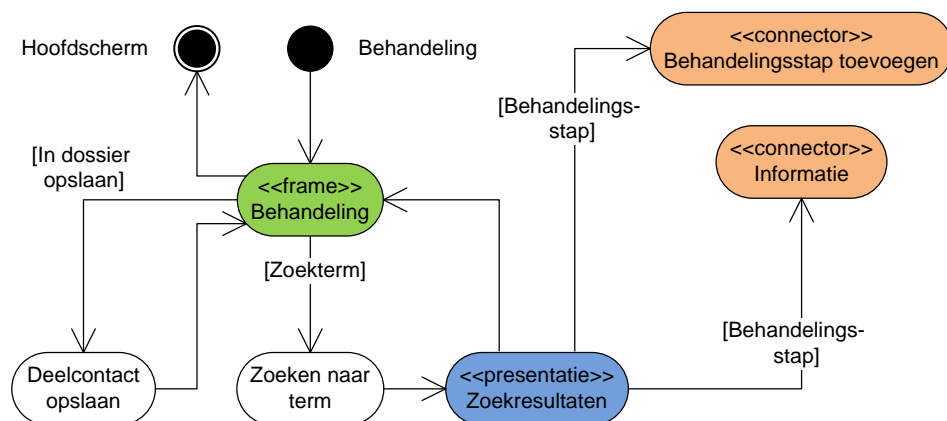 Hoofdscherm
Behandeling
<<connector>>
Behandelingsstap toevoegen
[Behandelings-
stap]
[In dossier
opslaan]
<<connector>>
Informatie
<<frame>>
Behandeling
[Zoekterm]
[Behandelings-
stap]
Deelcontact
opslaan
Zoeken naar
term
<<presentatie>>
Zoekresultaten